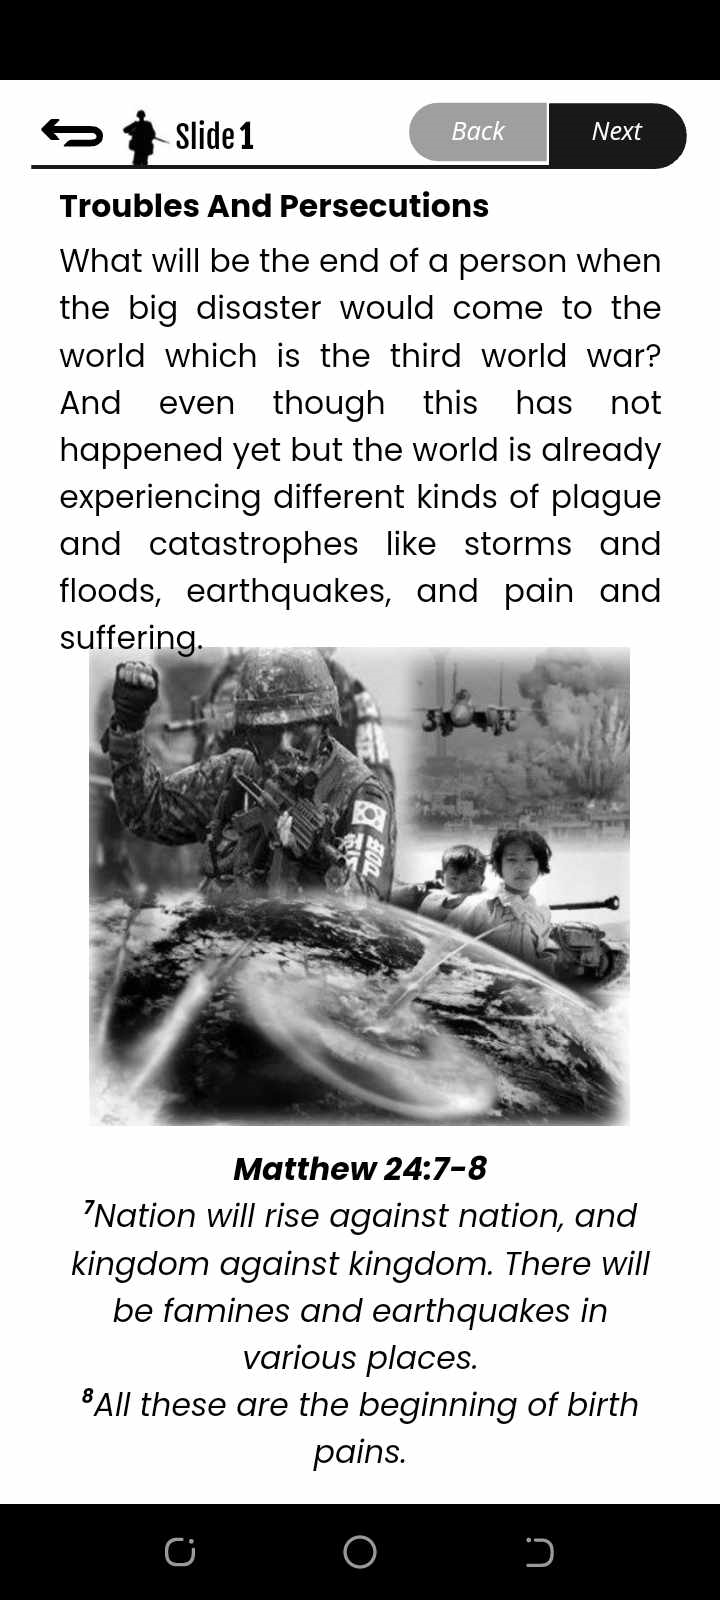 Slide 1
Back
Next
Troubles And Persecutions
What will be the end of a person when
the big disaster would come to the
world which is the third world war?
And even though this has not
happened yet but the world is already
experiencing different kinds of plague
and catastrophes like storms and
floods, earthquakes, and pain and
suffering.
Matthew 24:7-8
⁷Nation will rise against nation, and
kingdom against kingdom. There will
be famines and earthquakes in
various places.
⁸All these are the beginning of birth
pains.